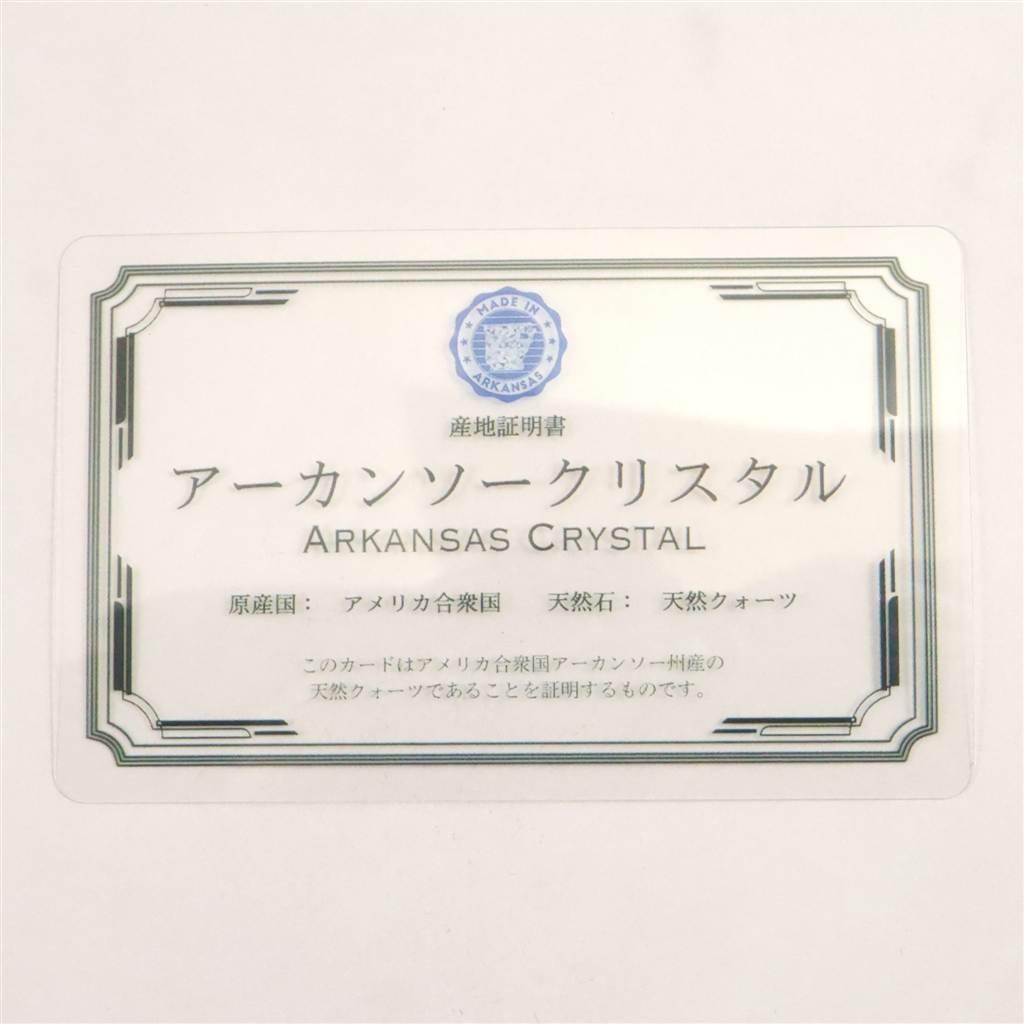 MADE IN
ARKANSAS
産地証明書
アーカンソークリスタル
ARKANSAS CRYSTAL
原産国： アメリカ合衆国 天然石： 天然クォーツ
このカードはアメリカ合衆国アーカンソー州産の
天然クォーツであることを証明するものです。